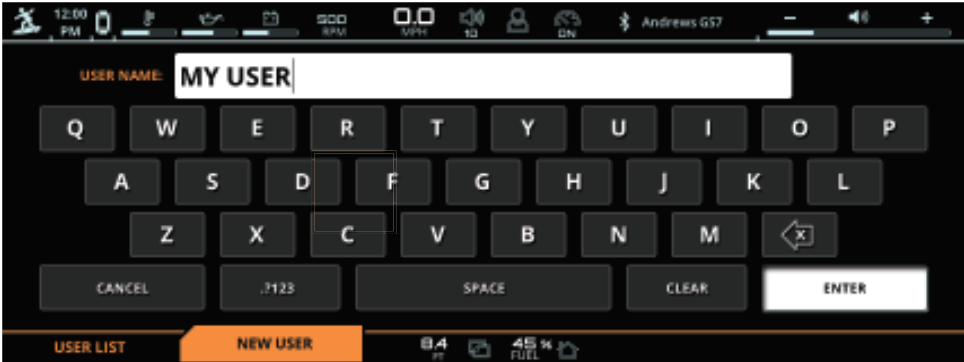 12:00 PM 500 RPM 0.0 MPH 10 ON Andrews GS7 − +
USER NAME: MY USER
Q W E R T Y U I O P
A S D F G H J K L
Z X C V B N M
CANCEL .?123 SPACE CLEAR ENTER
USER LIST NEW USER 8.4 FT 45 % FUEL